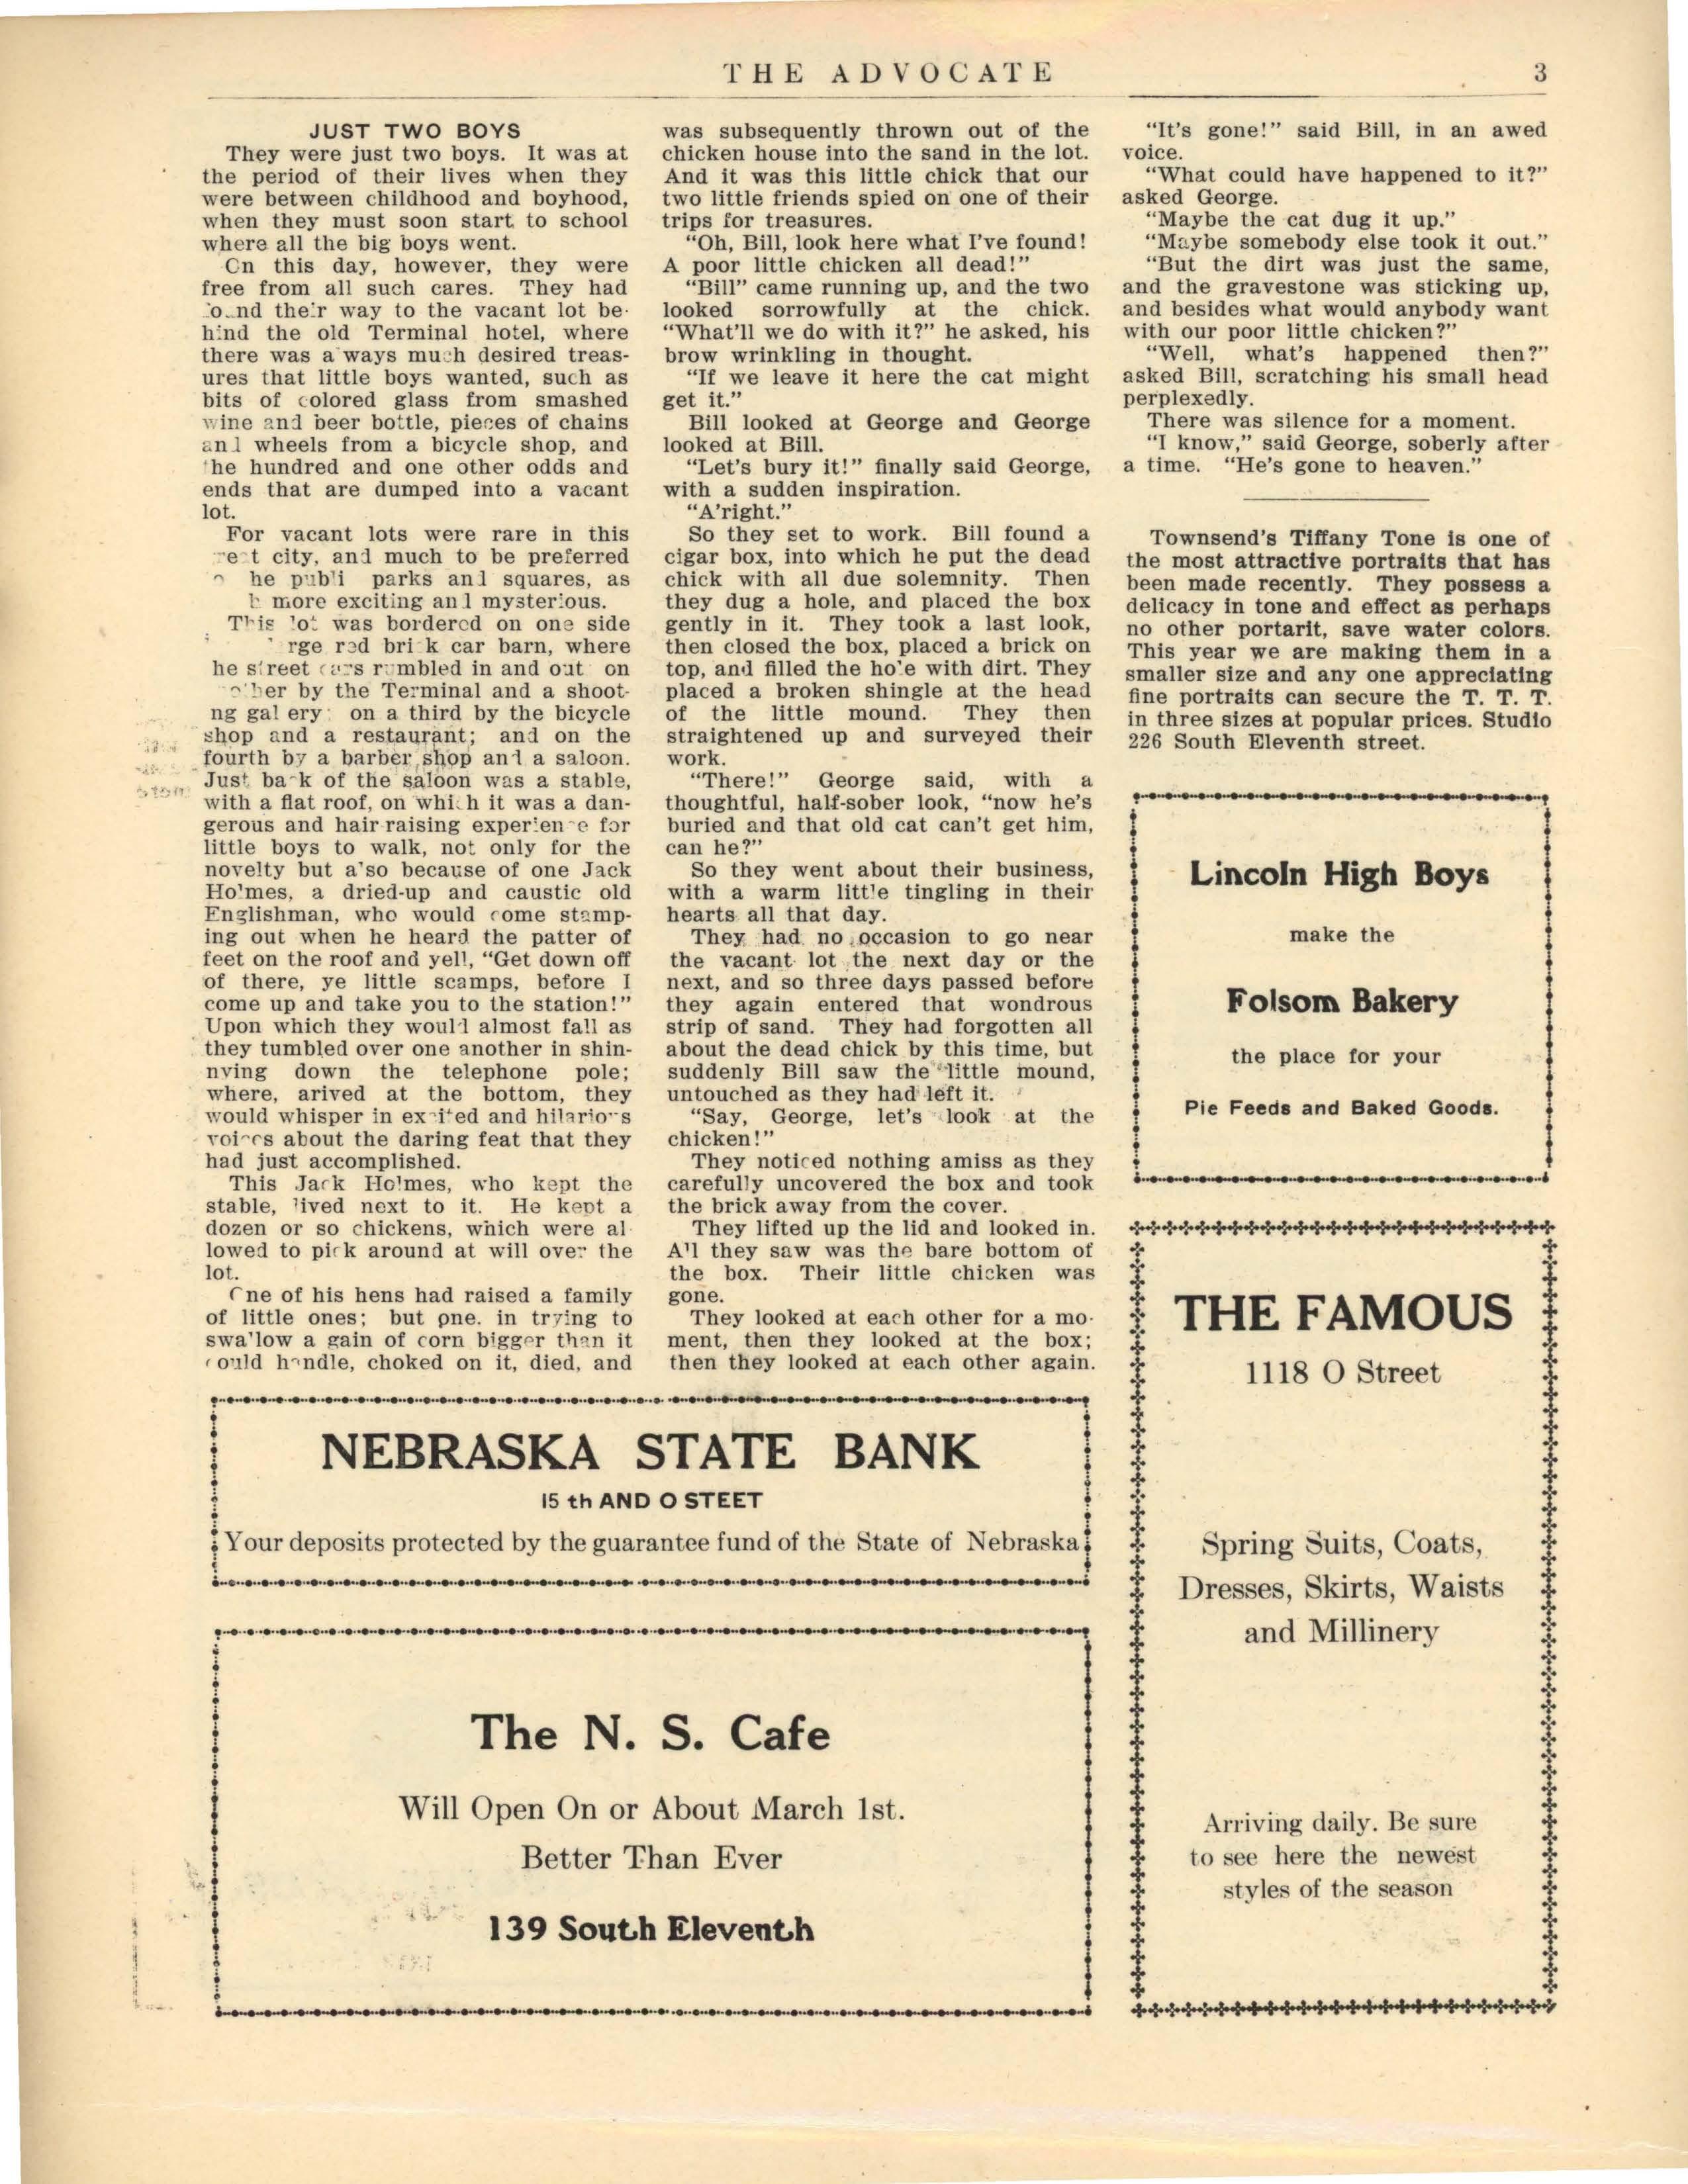 THE ADVOCATE
3
JUST TWO BOYS
They were just two boys. It was at
the period of their lives when they
were between childhood and boyhood,
when they must soon start to school
where all the big boys went.
On this day, however, they were
free from all such cares. They had
their way to the vacant lot be-
hind the old Terminal hotel, where
there was a ways much desired treas-
ures that little boys wanted, such as
bits of colored glass from smashed
wine and beer bottle, pieces of chains
and wheels from a bicycle shop, and
the hundred and one other odds and
ends that are dumped into a vacant
lot.
For vacant lots were rare in this
city, and much to be preferred
he parks and squares, as
more exciting and mysterious.
This lot was bordered on one side
red brick car barn, where
he street cars rumbled in and out on
by the Terminal and a shoot-
ng gal ery; on a third by the bicycle
shop and a restaurant; and on the
fourth by a barber shop and a saloon.
Just back of the saloon was a stable,
with a flat roof, on which it was a dan-
gerous and hair-raising experience for
little boys to walk, not only for the
novelty but also because of one Jack
Holmes, a dried-up and caustic old
Englishman, who would come stamp-
ing out when he heard the patter of
feet on the roof and yell, “Get down off
of there, ye little scamps, before I
come up and take you to the station!”
Upon which they would almost fall as
they tumbled over one another in shin-
nying down the telephone pole;
where, arived at the bottom, they
would whisper in excited and hilarious
voices about the daring feat that they
had just accomplished.
This Jack Holmes, who kept the
stable, lived next to it. He kept a
dozen or so chickens, which were al
lowed to pick around at will over the
lot.
One of his hens had raised a family
of little ones; but one. in trying to
swallow a gain of corn bigger than it
could handle, choked on it, died, and
was subsequently thrown out of the
chicken house into the sand in the lot.
And it was this little chick that our
two little friends spied on one of their
trips for treasures.
“Oh, Bill, look here what I've found!
A poor little chicken all dead!”
“Bill” came running up, and the two
looked sorrowfully at the chick.
“What'll we do with it?” he asked, his
brow wrinkling in thought.
“If we leave it here the cat might
get it.”
Bill looked at George and George
looked at Bill.
“Let's bury it!” finally said George,
with a sudden inspiration.
“A'right.”
So they set to work. Bill found a
cigar box, into which he put the dead
chick with all due solemnity. Then
they dug a hole, and placed the box
gently in it. They took a last look,
then closed the box, placed a brick on
top, and filled the hole with dirt. They
placed a broken shingle at the head
of the little mound. They then
straightened up and surveyed their
work.
“There!” George said, with a
thoughtful, half-sober look, “now he's
buried and that old cat can't get him,
can he?”
So they went about their business,
with a warm little tingling in their
hearts all that day.
They had no occasion to go near
the vacant lot the next day or the
next, and so three days passed before
they again entered that wondrous
strip of sand. They had forgotten all
about the dead chick by this time, but
suddenly Bill saw the little mound,
untouched as they had left it.
“Say, George, let's look at the
chicken!”
They noticed nothing amiss as they
carefully uncovered the box and took
the brick away from the cover.
They lifted up the lid and looked in.
All they saw was the bare bottom of
the box. Their little chicken was
gone.
They looked at each other for a mo-
ment, then they looked at the box;
then they looked at each other again.
“It's gone!” said Bill, in an awed
voice.
“What could have happened to it?”
asked George.
“Maybe the cat dug it up.”
“Maybe somebody else took it out.”
“But the dirt was just the same,
and the gravestone was sticking up,
and besides what would anybody want
with our poor little chicken?”
“Well, what's happened then?”
asked Bill, scratching his small head
perplexedly.
There was silence for a moment.
“I know,” said George, soberly after
a time. “He's gone to heaven.”
Townsend's Tiffany Tone is one of
the most attractive portraits that has
been made recently. They possess a
delicacy in tone and effect as perhaps
no other portarit, save water colors.
This year we are making them in a
smaller size and any one appreciating
fine portraits can secure the T. T. T.
in three sizes at popular prices. Studio
226 South Eleventh street.
Lincoln High Boys
make the
Folsom Bakery
the place for your
Pie Feeds and Baked Goods.
THE FAMOUS
1118 O Street
Spring Suits, Coats,
Dresses, Skirts, Waists
and Millinery
Arriving daily. Be sure
to see here the newest
styles of the season
NEBRASKA STATE BANK
15 th AND O STEET
Your deposits protected by the guarantee fund of the State of Nebraska
The N. S. Cafe
Will Open On or About March 1st.
Better Than Ever
139 South Eleventh